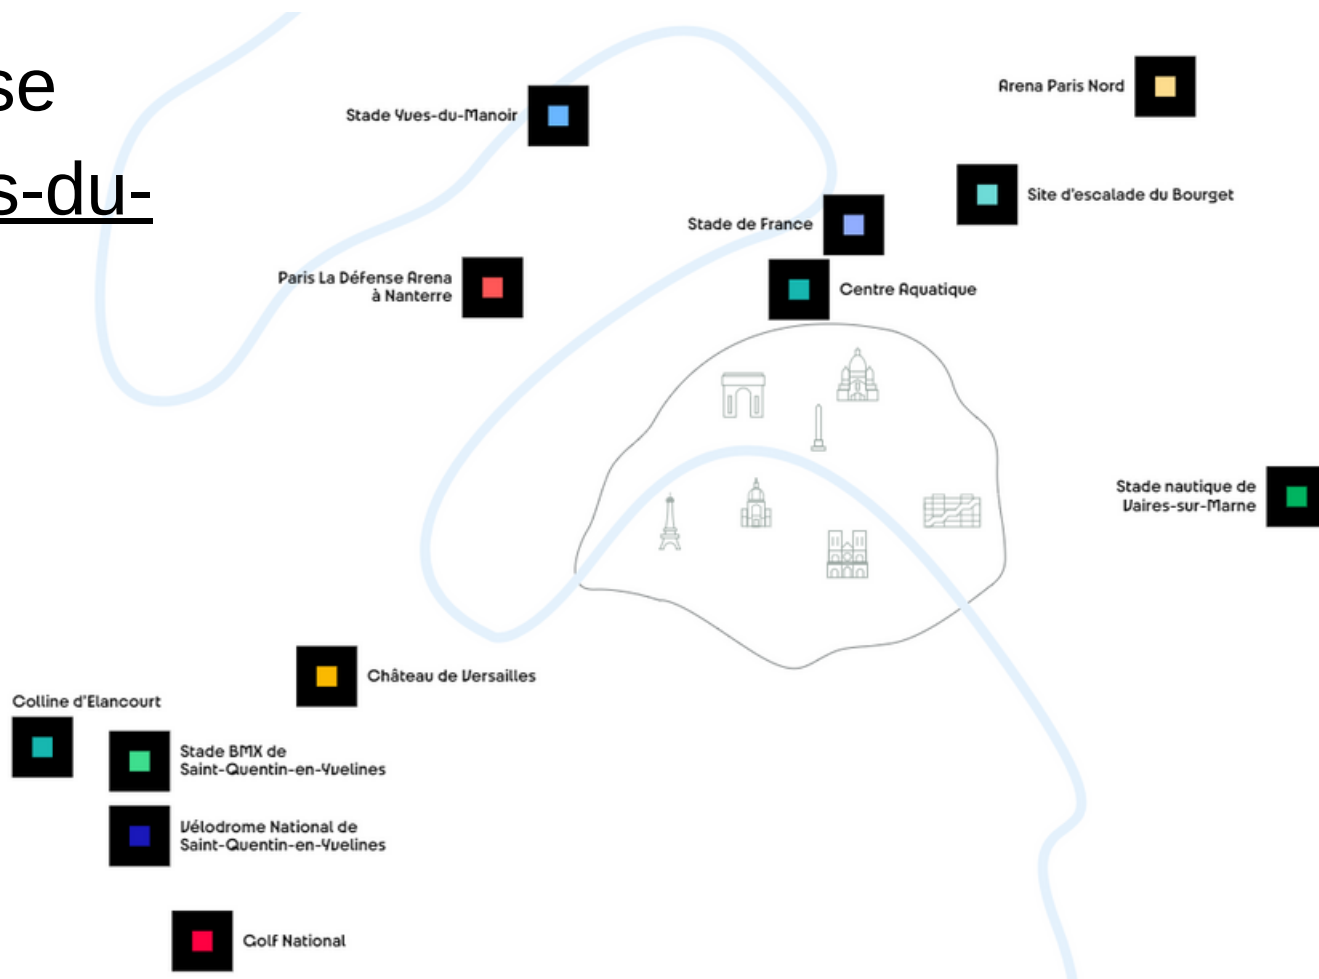 se
s-du-
Arena Paris Nord
Stade Yves-du-Manoir
Site d'escalade du Bourget
Stade de France
Paris La Défense Arena
à Nanterre
Centre Aquatique
Stade nautique de
Vaires-sur-Marne
Château de Versailles
Colline d'Elancourt
Stade BMX de
Saint-Quentin-en-Yvelines
Vélodrome National de
Saint-Quentin-en-Yvelines
Golf National